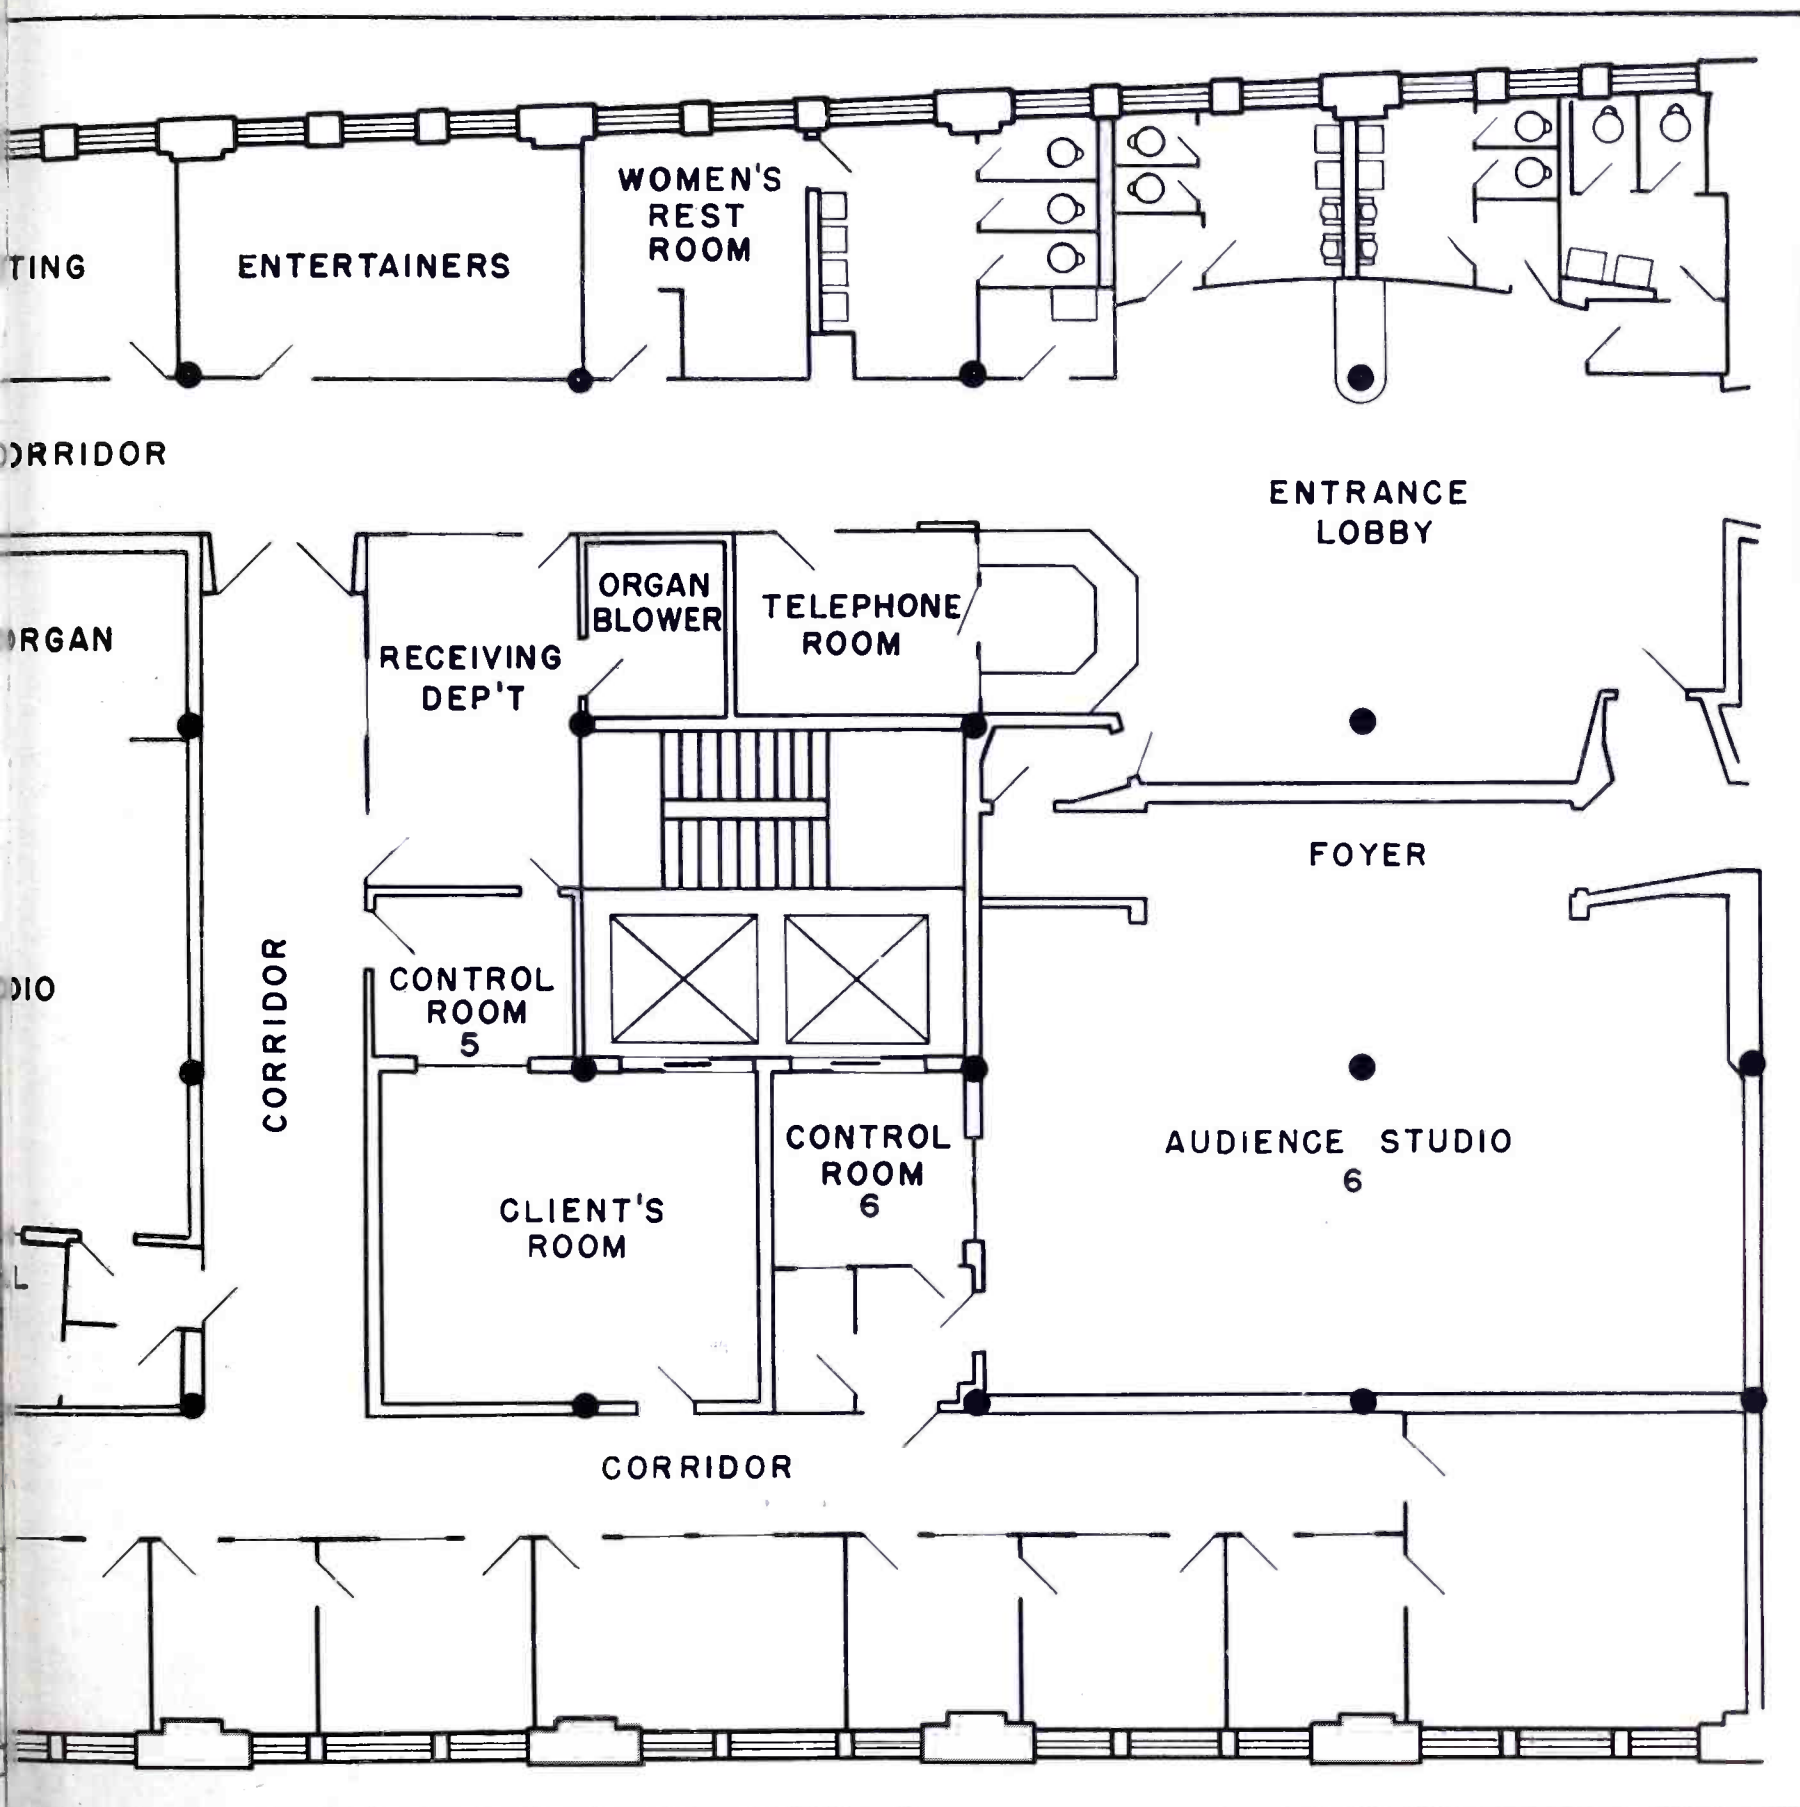 WOMEN'S
REST
ROOM
TING
ENTERTAINERS
ORRIDOR
ENTRANCE
LOBBY
ORGAN
BLOWER
TELEPHONE
ROOM
RGAN
RECEIVING
DEP'T
FOYER
DIO
CORRIDOR
CONTROL
ROOM
5
CONTROL
ROOM
6
AUDIENCE STUDIO
6
CLIENT'S
ROOM
L
CORRIDOR